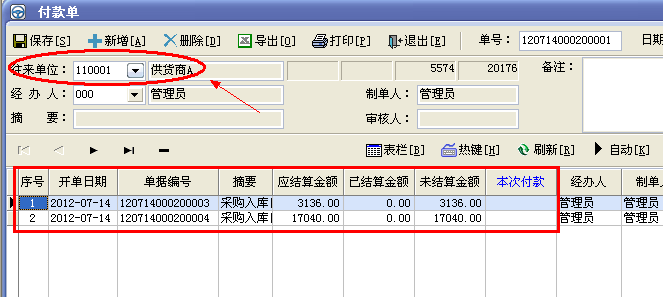 付款单
保存[S] 新增[A] 删除[D] 导出[O] 打印[P] 退出[E] 单号: 120714000200001 日期
往来单位: 110001 供货商A 5574 20176 备注:
经 办 人: 000 管理员 制单人: 管理员
摘 要: 审核人:
表栏[B] 热键[H] 刷新[R] 自动[K]
序号 开单日期 单据编号 摘要 应结算金额 已结算金额 未结算金额 本次付款 经办人 制单人
1 2012-07-14 120714000200003 采购入库[ 3136.00 0.00 3136.00 管理员 管理员
2 2012-07-14 120714000200004 采购入库[ 17040.00 0.00 17040.00 管理员 管理员